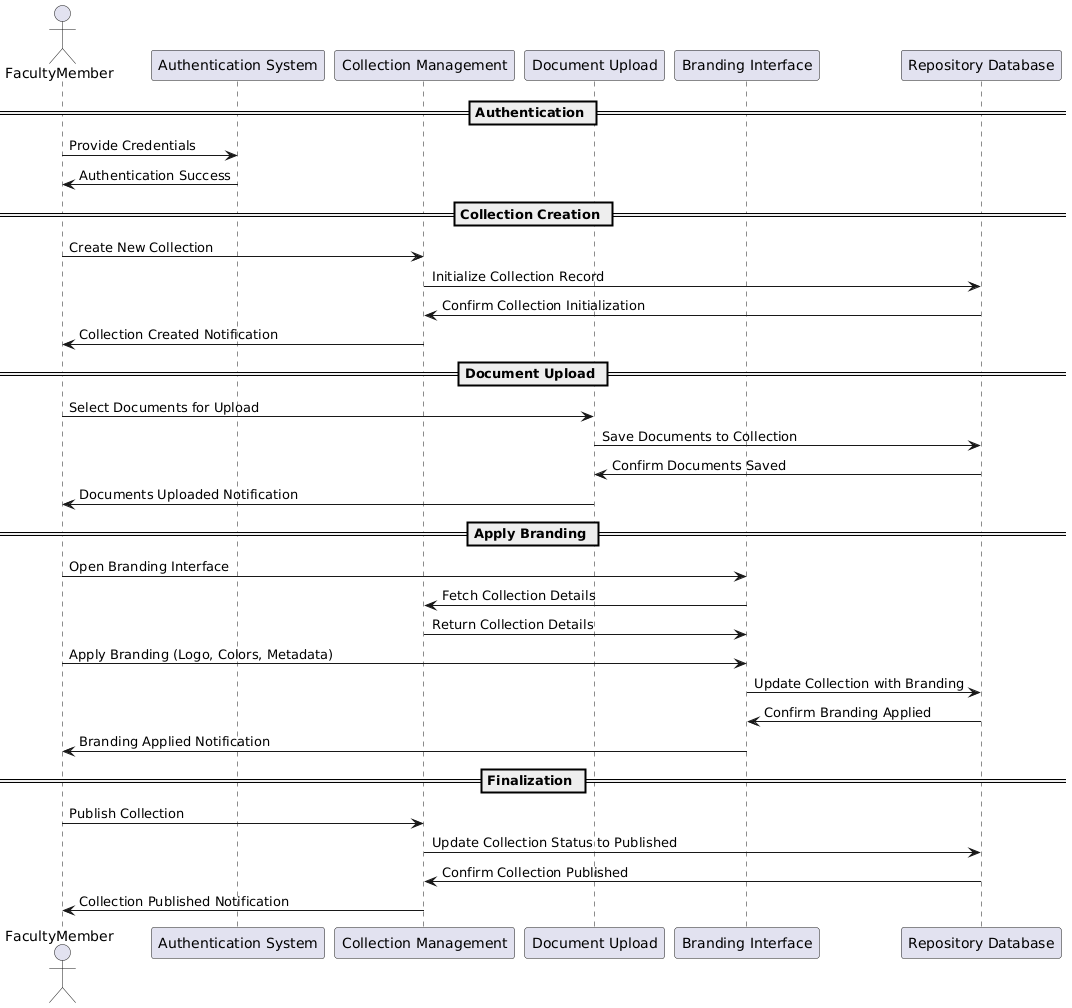 FacultyMember
Authentication System
Collection Management
Document Upload
Branding Interface
Repository Database
Authentication
Provide Credentials
Authentication Success
Collection Creation
Create New Collection
Initialize Collection Record
Confirm Collection Initialization
Collection Created Notification
Document Upload
Select Documents for Upload
Save Documents to Collection
Confirm Documents Saved
Documents Uploaded Notification
Apply Branding
Open Branding Interface
Fetch Collection Details
Return Collection Details
Apply Branding (Logo, Colors, Metadata)
Update Collection with Branding
Confirm Branding Applied
Branding Applied Notification
Finalization
Publish Collection
Update Collection Status to Published
Confirm Collection Published
Collection Published Notification
FacultyMember
Authentication System
Collection Management
Document Upload
Branding Interface
Repository Database